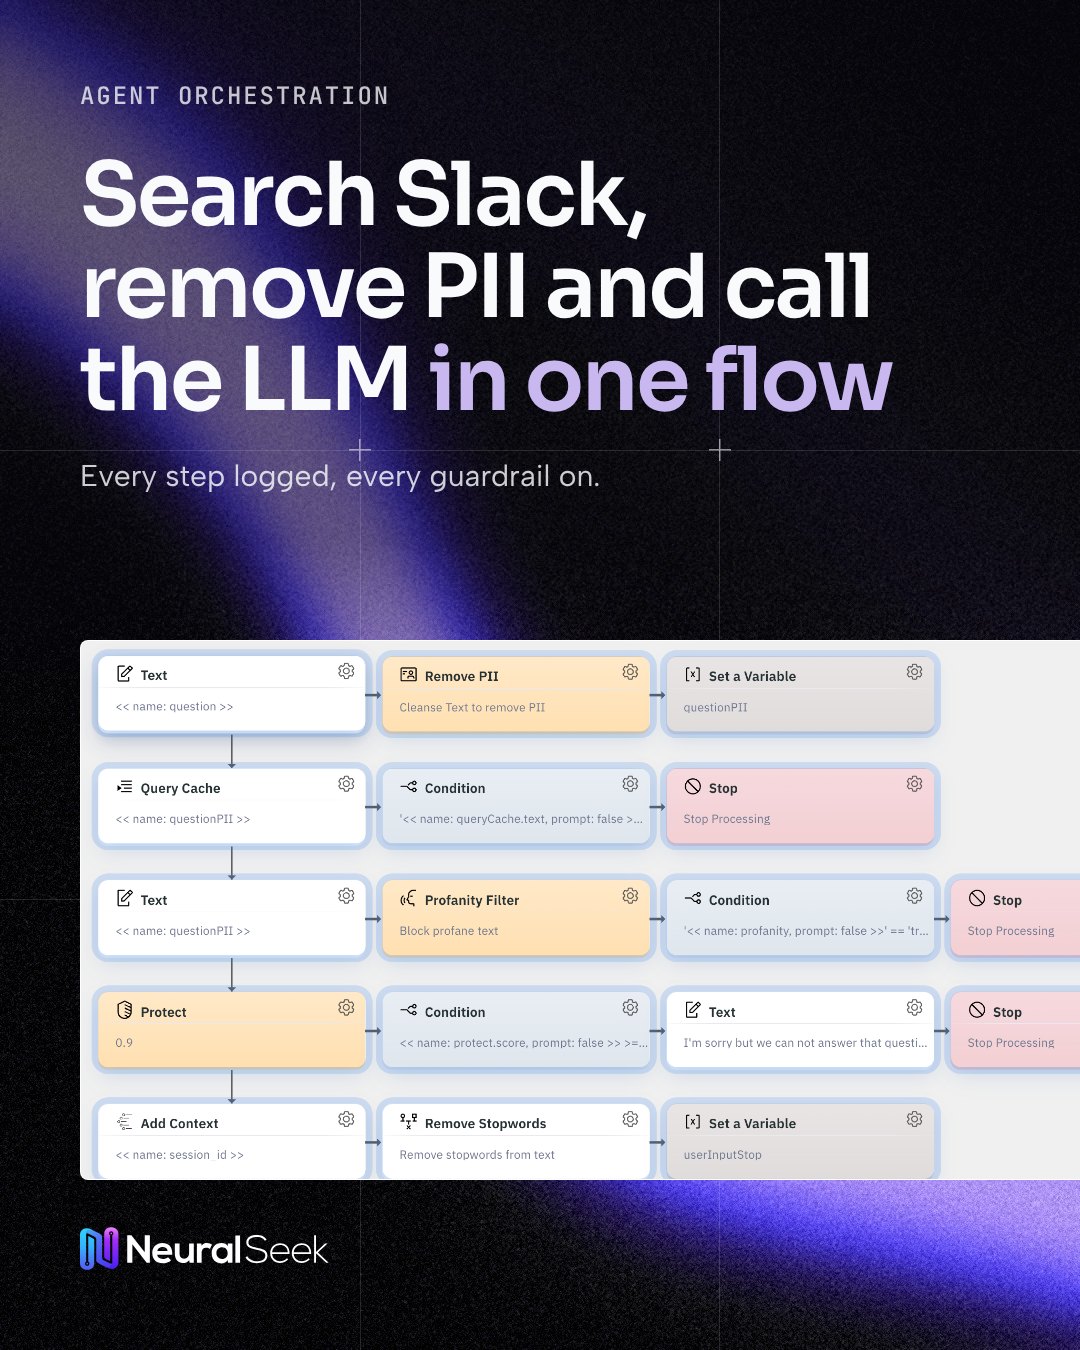 AGENT ORCHESTRATION
Search Slack,
remove PII and call
the LLM in one flow
Every step logged, every guardrail on.
Text
<< name: question >>
Remove PII
Cleanse Text to remove PII
Set a Variable
questionPII
Query Cache
<< name: questionPII >>
Condition
'<< name: queryCache.text, prompt: false >...
Stop
Stop Processing
Text
<< name: questionPII >>
Profanity Filter
Block profane text
Condition
'<< name: profanity, prompt: false >>' == 'tr...
Stop
Stop Processing
Protect
0.9
Condition
<< name: protect.score, prompt: false >> >=...
Text
I'm sorry but we can not answer that questi...
Stop
Stop Processing
Add Context
<< name: session_id >>
Remove Stopwords
Remove stopwords from text
Set a Variable
userInputStop
NeuralSeek